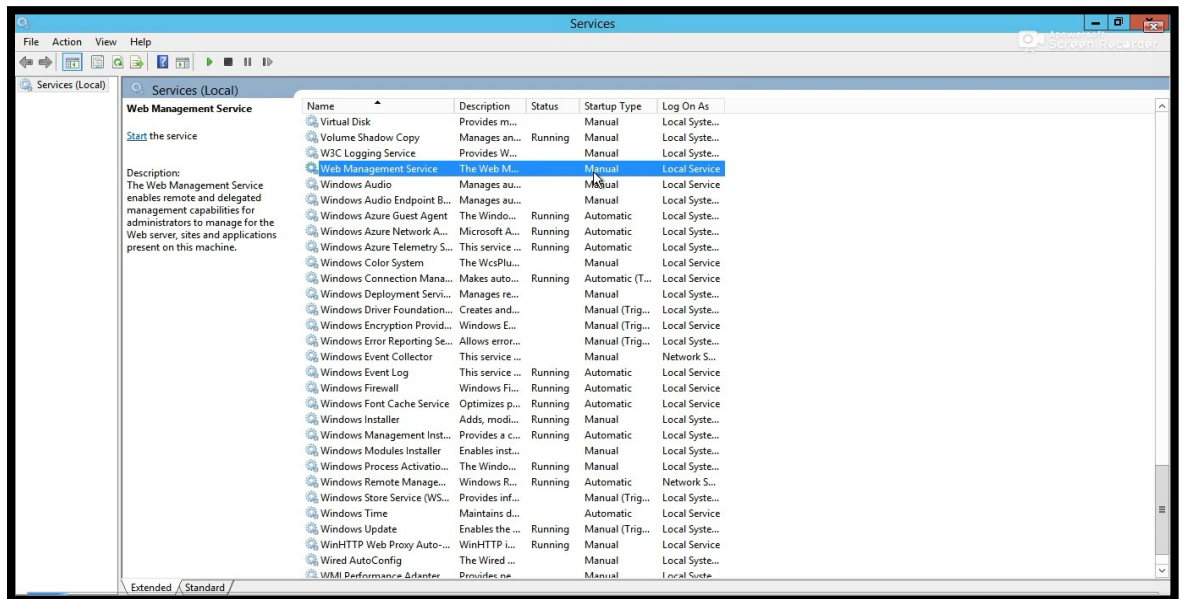 Services
File Action View Help
Apowersoft
Screen Recorder
Services (Local)
Services (Local)
Web Management Service
Start the service
Description:
The Web Management Service
enables remote and delegated
management capabilities for
administrators to manage for the
Web server, sites and applications
present on this machine.
Name Description Status Startup Type Log On As
Virtual Disk Provides m... Manual Local Syste...
Volume Shadow Copy Manages an... Running Manual Local Syste...
W3C Logging Service Provides W... Manual Local Syste...
Web Management Service The Web M... Manual Local Service
Windows Audio Manages au... Manual Local Service
Windows Audio Endpoint B... Manages au... Manual Local Syste...
Windows Azure Guest Agent The Windo... Running Automatic Local Syste...
Windows Azure Network A... Microsoft A... Running Automatic Local Syste...
Windows Azure Telemetry S... This service ... Running Automatic Local Syste...
Windows Color System The WcsPlu... Manual Local Service
Windows Connection Mana... Makes auto... Running Automatic (T... Local Service
Windows Deployment Servi... Manages re... Manual Local Syste...
Windows Driver Foundation... Creates and... Manual (Trig... Local Syste...
Windows Encryption Provid... Windows E... Manual (Trig... Local Service
Windows Error Reporting Se... Allows error... Manual (Trig... Local Syste...
Windows Event Collector This service ... Manual Network S...
Windows Event Log This service ... Running Automatic Local Service
Windows Firewall Windows Fi... Running Automatic Local Service
Windows Font Cache Service Optimizes p... Running Automatic Local Service
Windows Installer Adds, modi... Running Manual Local Syste...
Windows Management Inst... Provides a c... Running Automatic Local Syste...
Windows Modules Installer Enables inst... Manual Local Syste...
Windows Process Activatio... The Windo... Running Manual Local Syste...
Windows Remote Manage... Windows R... Running Automatic Network S...
Windows Store Service (WS... Provides inf... Manual (Trig... Local Syste...
Windows Time Maintains d... Automatic Local Service
Windows Update Enables the ... Running Manual (Trig... Local Syste...
WinHTTP Web Proxy Auto-... WinHTTP i... Running Manual Local Service
Wired AutoConfig The Wired ... Manual Local Syste...
WMI Performance Adapter Provides pe... Manual Local Syste...
Extended Standard